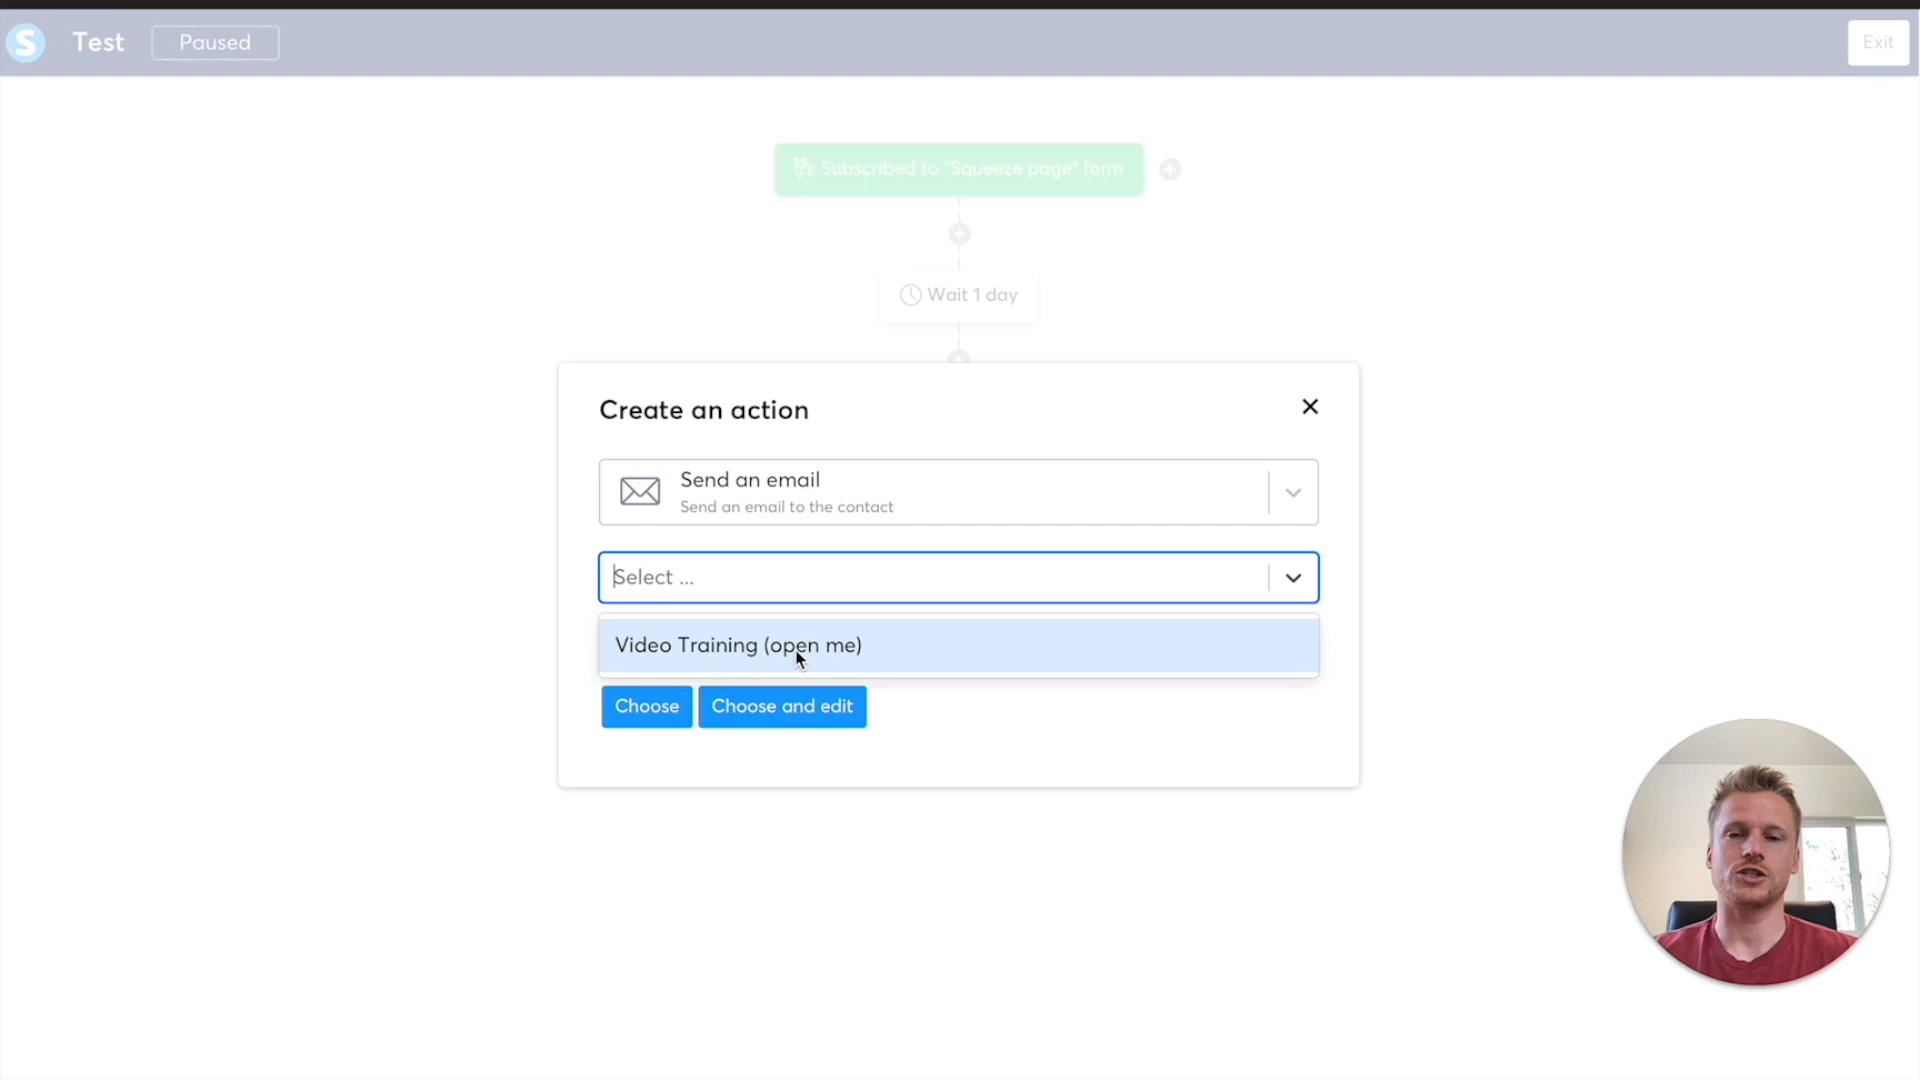 S
Test
Paused
Exit
Subscribed to "Squeeze page" form
Wait 1 day
Create an action
Send an email
Send an email to the contact
Select ...
Video Training (open me)
Choose
Choose and edit